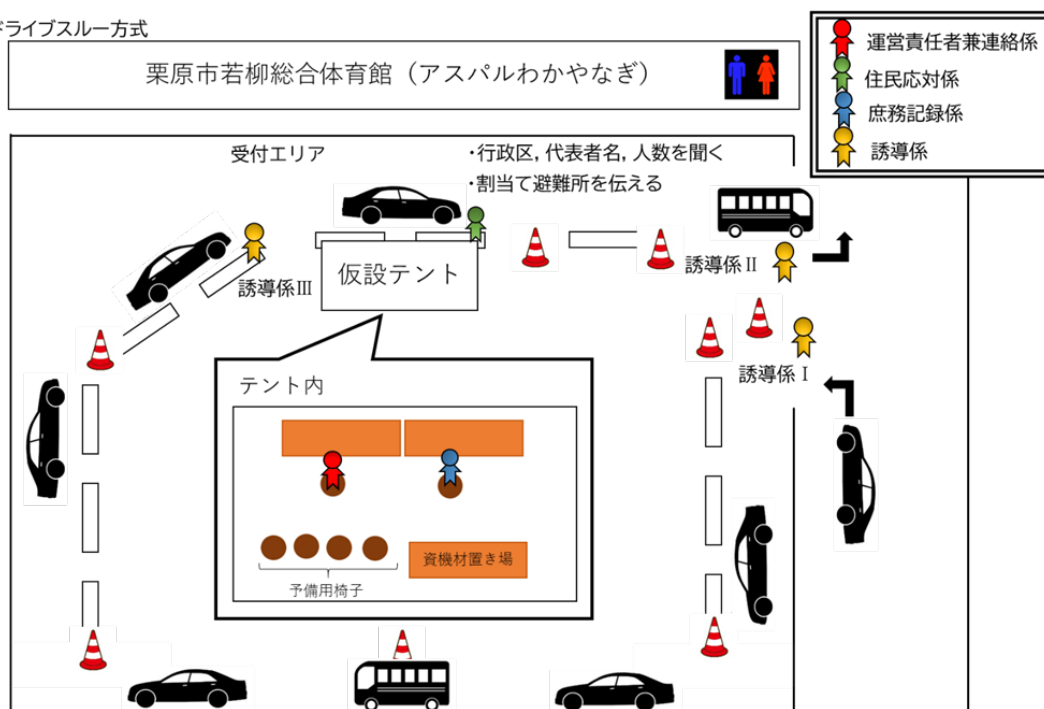 ドライブスルー方式
栗原市若柳総合体育館（アスパルわかやなぎ）
運営責任者兼連絡係
住民応対係
庶務記録係
誘導係
受付エリア
・行政区，代表者名，人数を聞く
・割当て避難所を伝える
誘導係Ⅲ
仮設テント
誘導係Ⅱ
誘導係Ⅰ
テント内
資機材置き場
予備用椅子